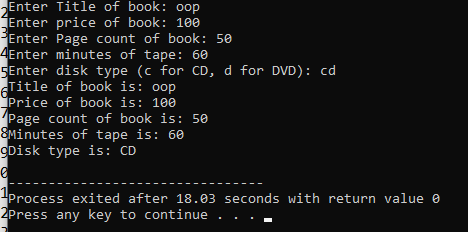 Enter Title of book: oop
Enter price of book: 100
Enter Page count of book: 50
Enter minutes of tape: 60
Enter disk type (c for CD, d for DVD): cd
Title of book is: oop
Price of book is: 100
Page count of book is: 50
Minutes of tape is: 60
Disk type is: CD
--------------------------------
Process exited after 18.03 seconds with return value 0
Press any key to continue . . .